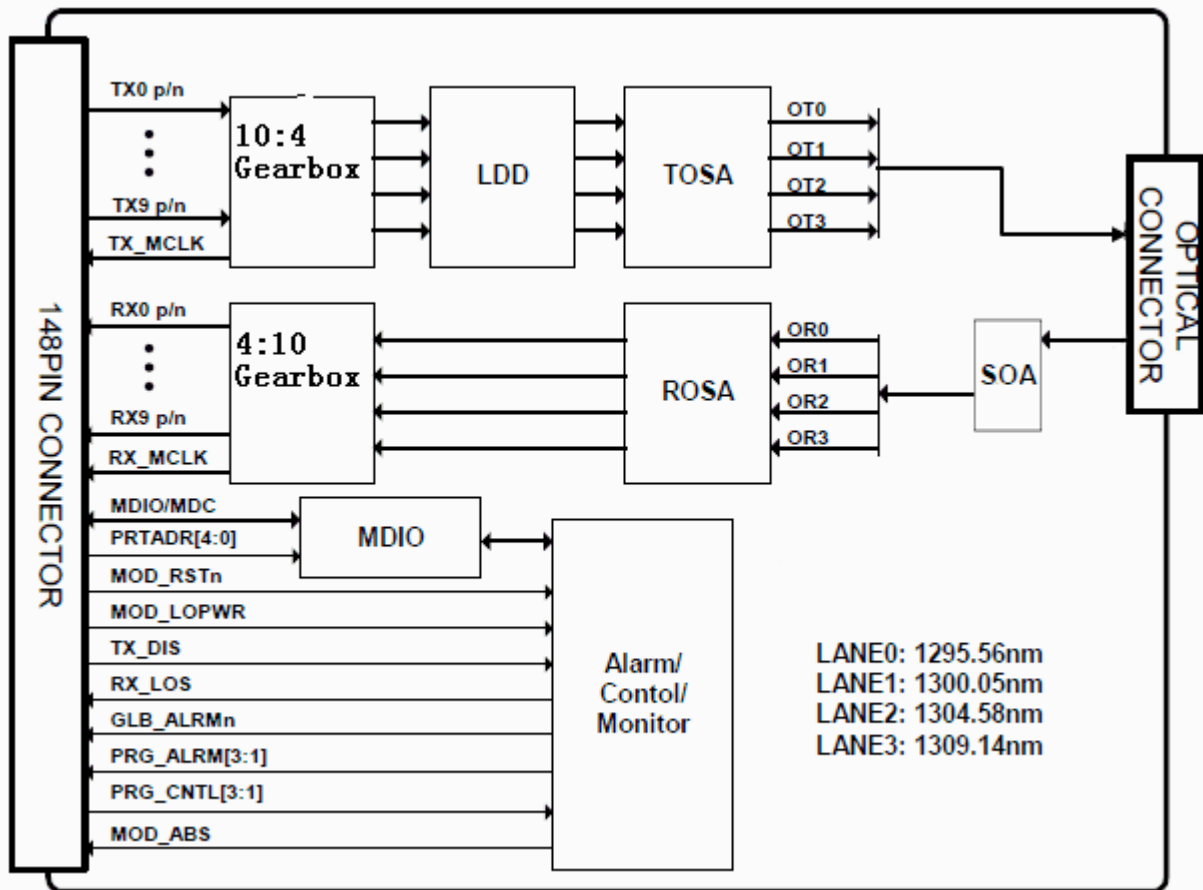 148PIN CONNECTOR
TX0 p/n
TX9 p/n
TX_MCLK
10:4
Gearbox
LDD
TOSA
OT0
OT1
OT2
OT3
OPTICAL
CONNECTOR
RX0 p/n
RX9 p/n
RX_MCLK
4:10
Gearbox
ROSA
OR0
OR1
OR2
OR3
SOA
MDIO/MDC
PRTADR[4:0]
MDIO
MOD_RSTn
MOD_LOPWR
TX_DIS
RX_LOS
GLB_ALRMn
PRG_ALRM[3:1]
PRG_CNTL[3:1]
MOD_ABS
Alarm/
Contol/
Monitor
LANE0: 1295.56nm
LANE1: 1300.05nm
LANE2: 1304.58nm
LANE3: 1309.14nm